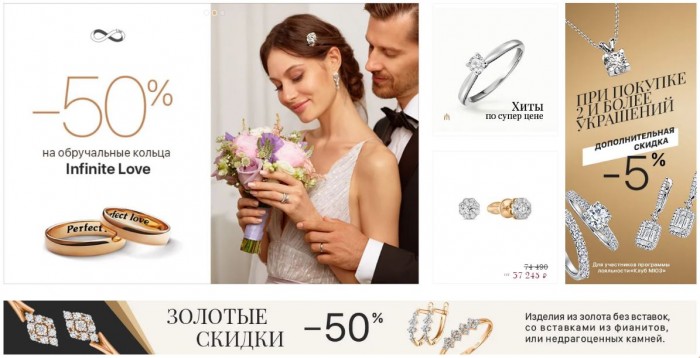 −50%
на обручальные кольца
Infinite Love
Perfect
fect love
Хиты
по супер цене
74 490
от 37 245 ₽
ПРИ ПОКУПКЕ
2 И БОЛЕЕ
УКРАШЕНИЙ
ДОПОЛНИТЕЛЬНАЯ
СКИДКА
−5%
Для участников программы
лояльности «Клуб МЮЗ»
ЗОЛОТЫЕ
СКИДКИ
−50%
Изделия из золота без вставок,
со вставками из фианитов,
или недрагоценных камней.